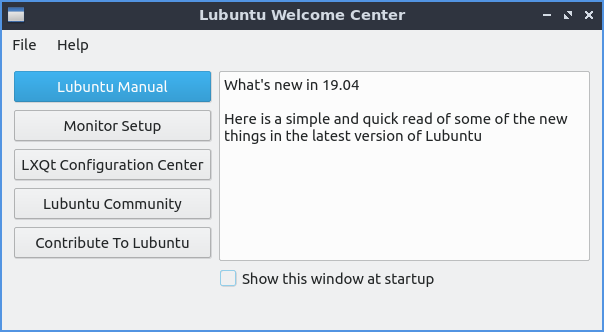 Lubuntu Welcome Center
File Help
Lubuntu Manual
Monitor Setup
LXQt Configuration Center
Lubuntu Community
Contribute To Lubuntu
What's new in 19.04
Here is a simple and quick read of some of the new
things in the latest version of Lubuntu
Show this window at startup